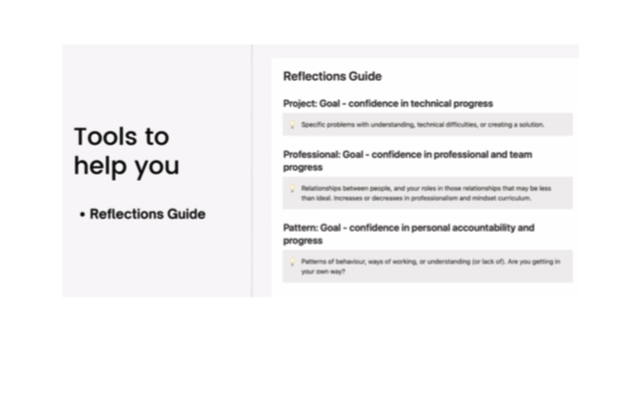 Tools to
help you
• Reflections Guide
Reflections Guide
Project: Goal - confidence in technical progress
Specific problems with understanding, technical difficulties, or creating a solution.
Professional: Goal - confidence in professional and team
progress
Relationships between people, and your roles in those relationships that may be less
than ideal. Increases or decreases in professionalism and mindset curriculum.
Pattern: Goal - confidence in personal accountability and
progress
Patterns of behaviour, ways of working, or understanding (or lack of). Are you getting in
your own way?